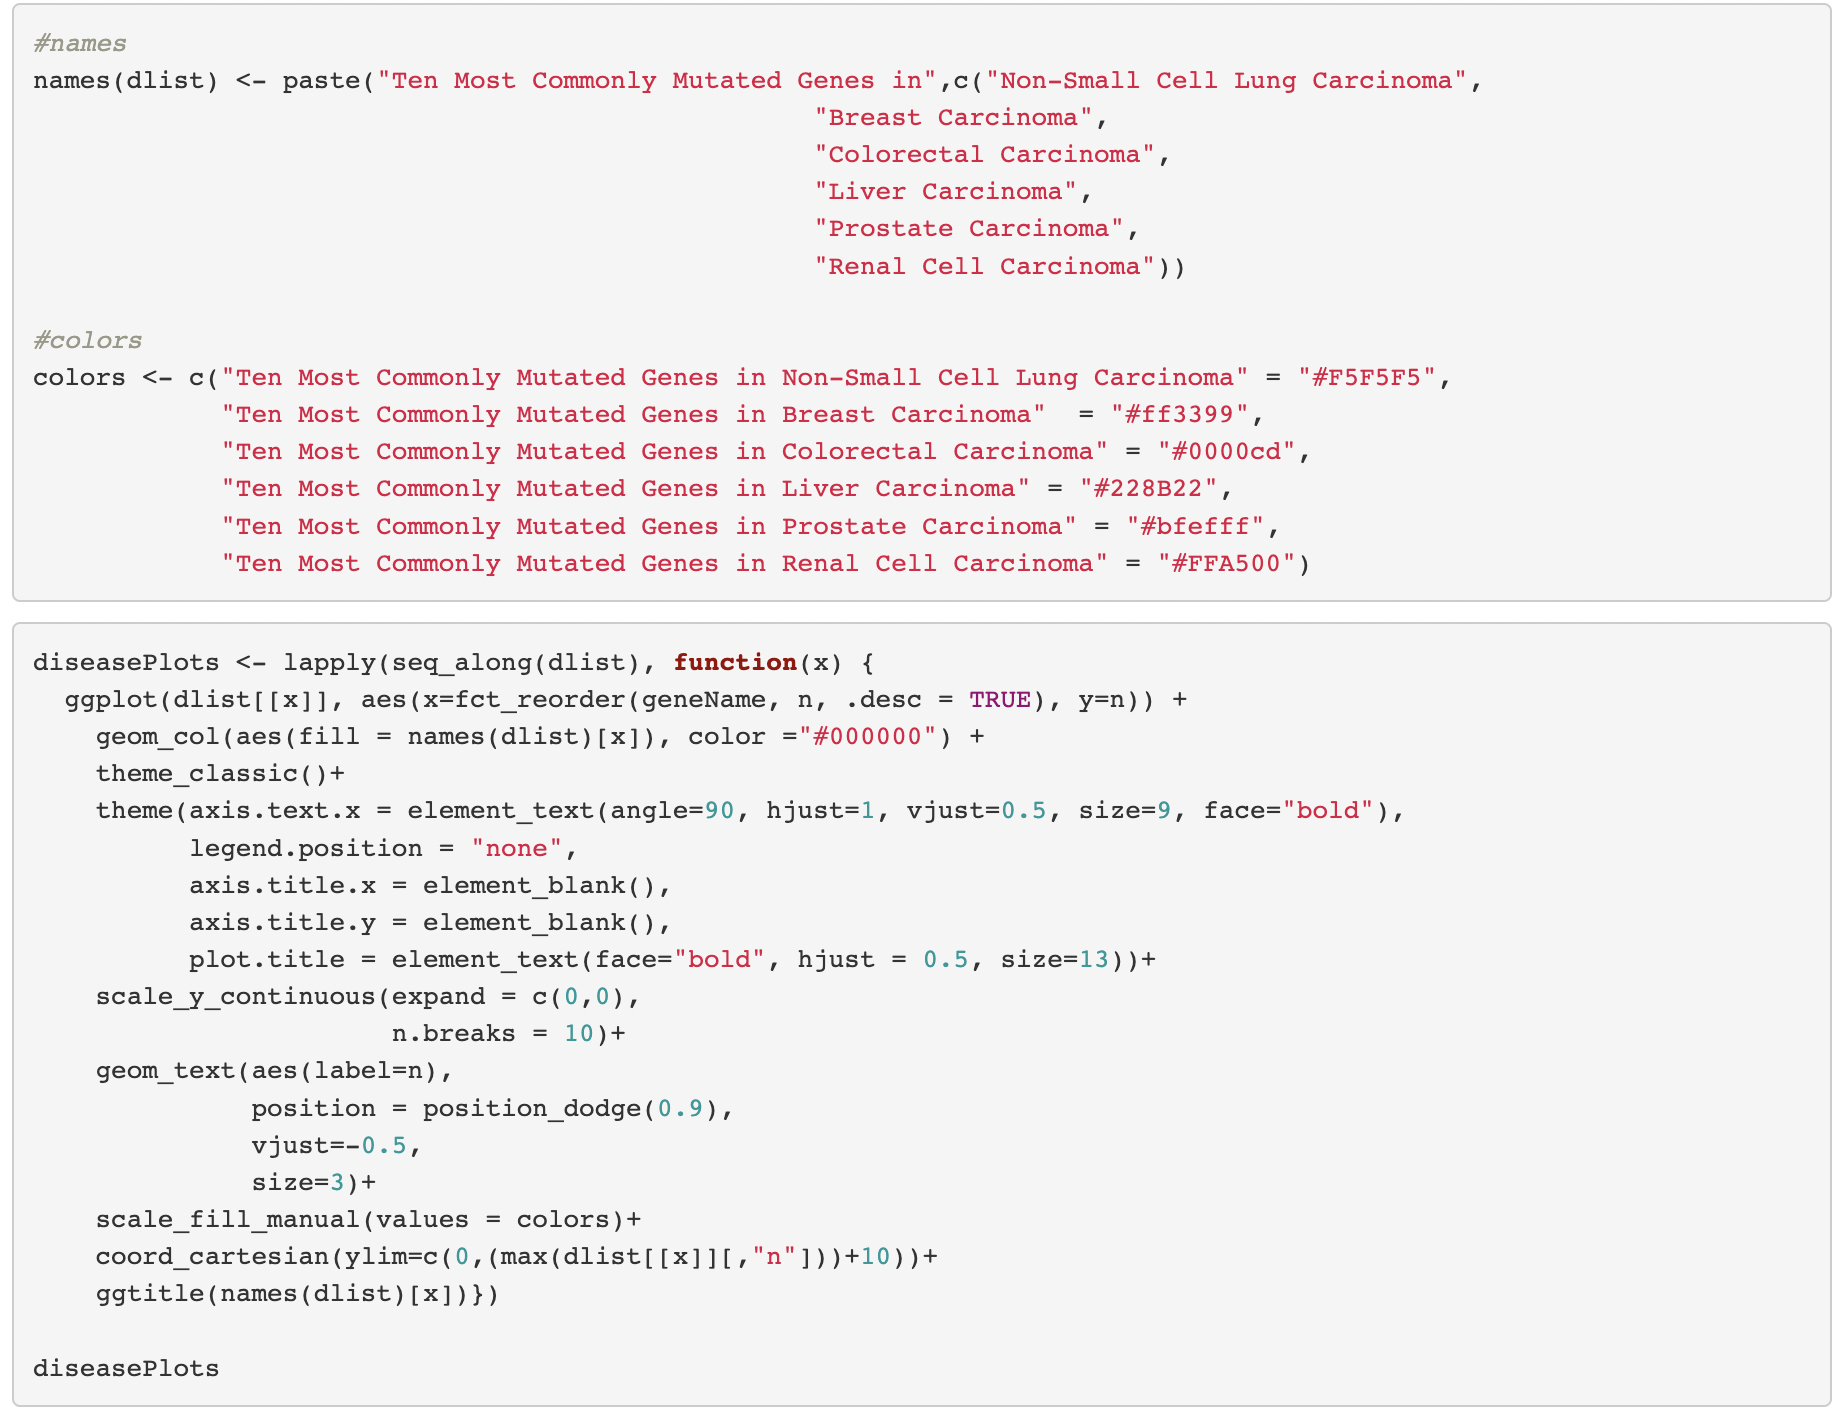 #names
names(dlist) <- paste("Ten Most Commonly Mutated Genes in",c("Non-Small Cell Lung Carcinoma",
                                                  "Breast Carcinoma",
                                                  "Colorectal Carcinoma",
                                                  "Liver Carcinoma",
                                                  "Prostate Carcinoma",
                                                  "Renal Cell Carcinoma"))

#colors
colors <- c("Ten Most Commonly Mutated Genes in Non-Small Cell Lung Carcinoma" = "#F5F5F5",
            "Ten Most Commonly Mutated Genes in Breast Carcinoma"  = "#ff3399",
            "Ten Most Commonly Mutated Genes in Colorectal Carcinoma" = "#0000cd",
            "Ten Most Commonly Mutated Genes in Liver Carcinoma" = "#228B22",
            "Ten Most Commonly Mutated Genes in Prostate Carcinoma" = "#bfefff",
            "Ten Most Commonly Mutated Genes in Renal Cell Carcinoma" = "#FFA500")

diseasePlots <- lapply(seq_along(dlist), function(x) {
  ggplot(dlist[[x]], aes(x=fct_reorder(geneName, n, .desc = TRUE), y=n)) +
    geom_col(aes(fill = names(dlist)[x]), color ="#000000") +
    theme_classic()+
    theme(axis.text.x = element_text(angle=90, hjust=1, vjust=0.5, size=9, face="bold"),
          legend.position = "none",
          axis.title.x = element_blank(),
          axis.title.y = element_blank(),
          plot.title = element_text(face="bold", hjust = 0.5, size=13))+
    scale_y_continuous(expand = c(0,0),
                       n.breaks = 10)+
    geom_text(aes(label=n),
              position = position_dodge(0.9),
              vjust=-0.5,
              size=3)+
    scale_fill_manual(values = colors)+
    coord_cartesian(ylim=c(0,(max(dlist[[x]][,"n"]))+10))+
    ggtitle(names(dlist)[x])})

diseasePlots